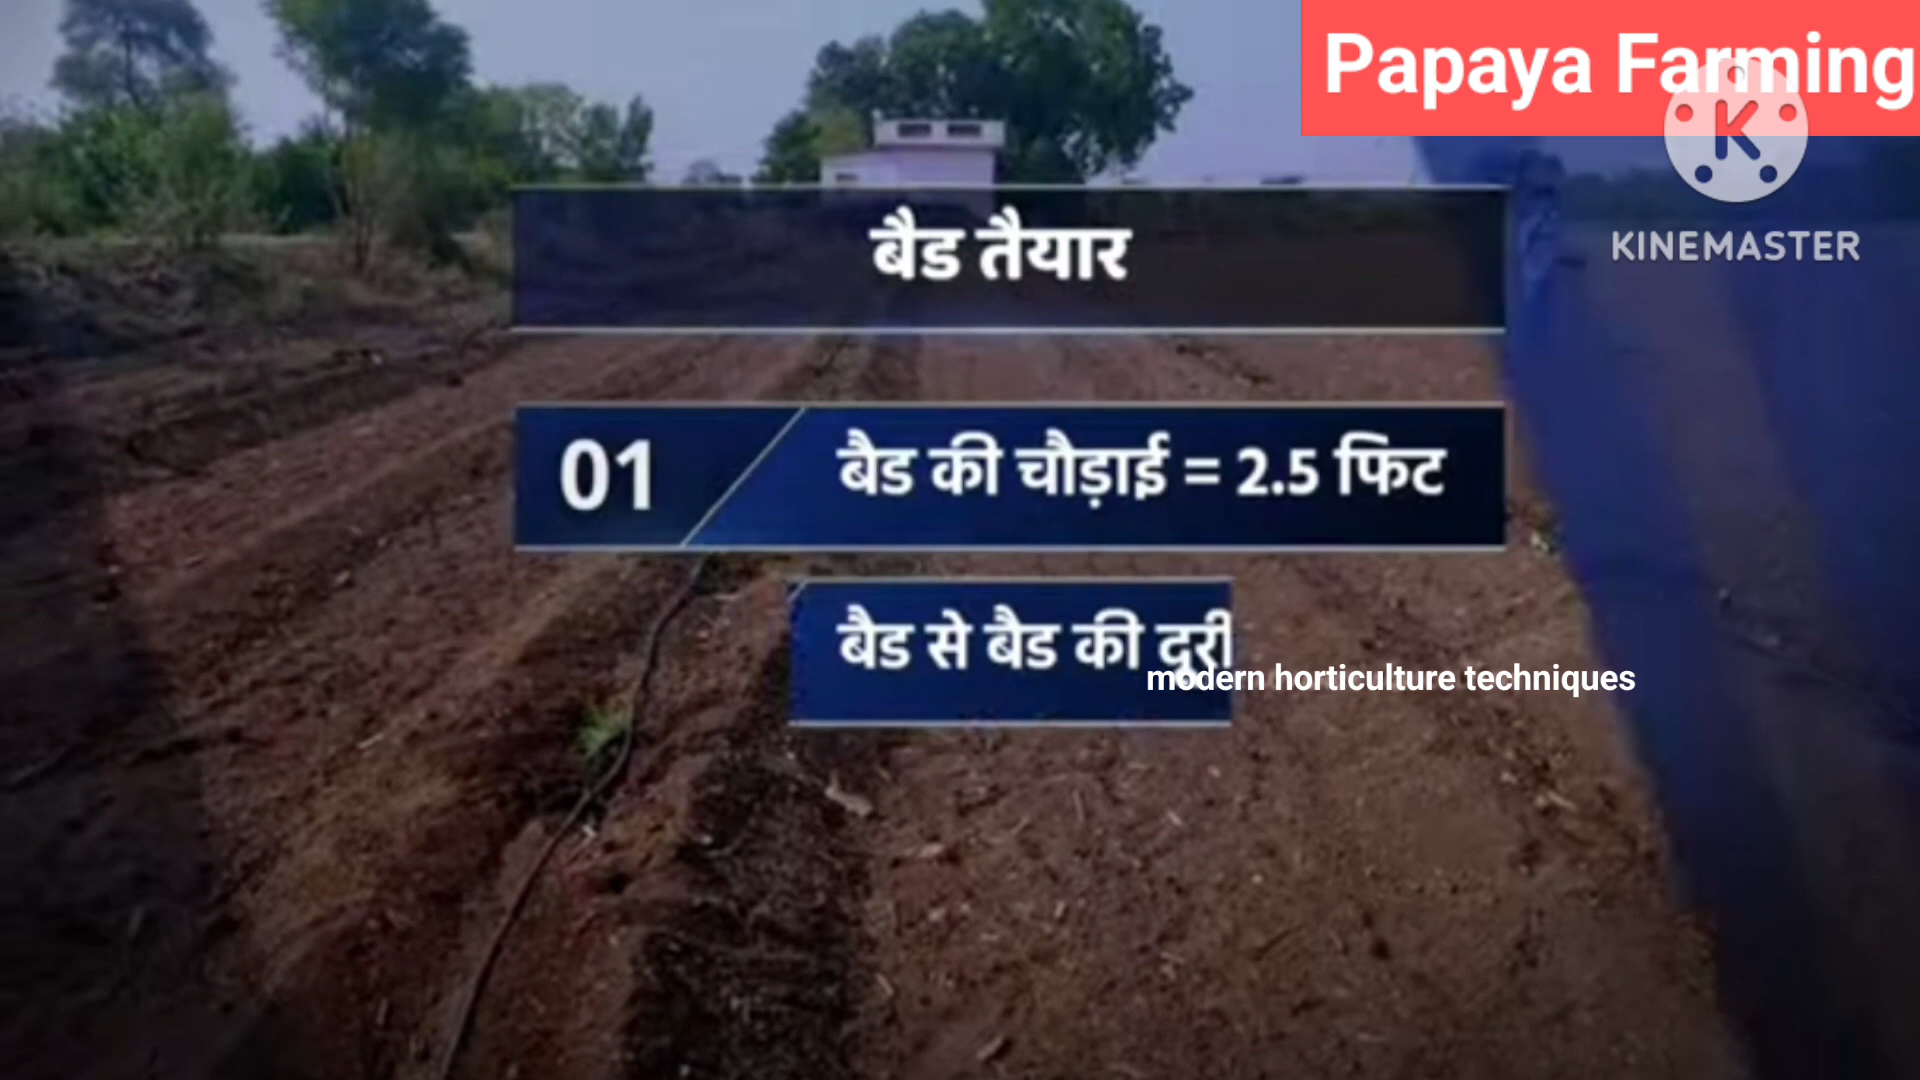 Papaya Farming
KINEMASTER
बैड तैयार
01 बैड की चौड़ाई = 2.5 फिट
बैड से बैड की दूरी
modern horticulture techniques